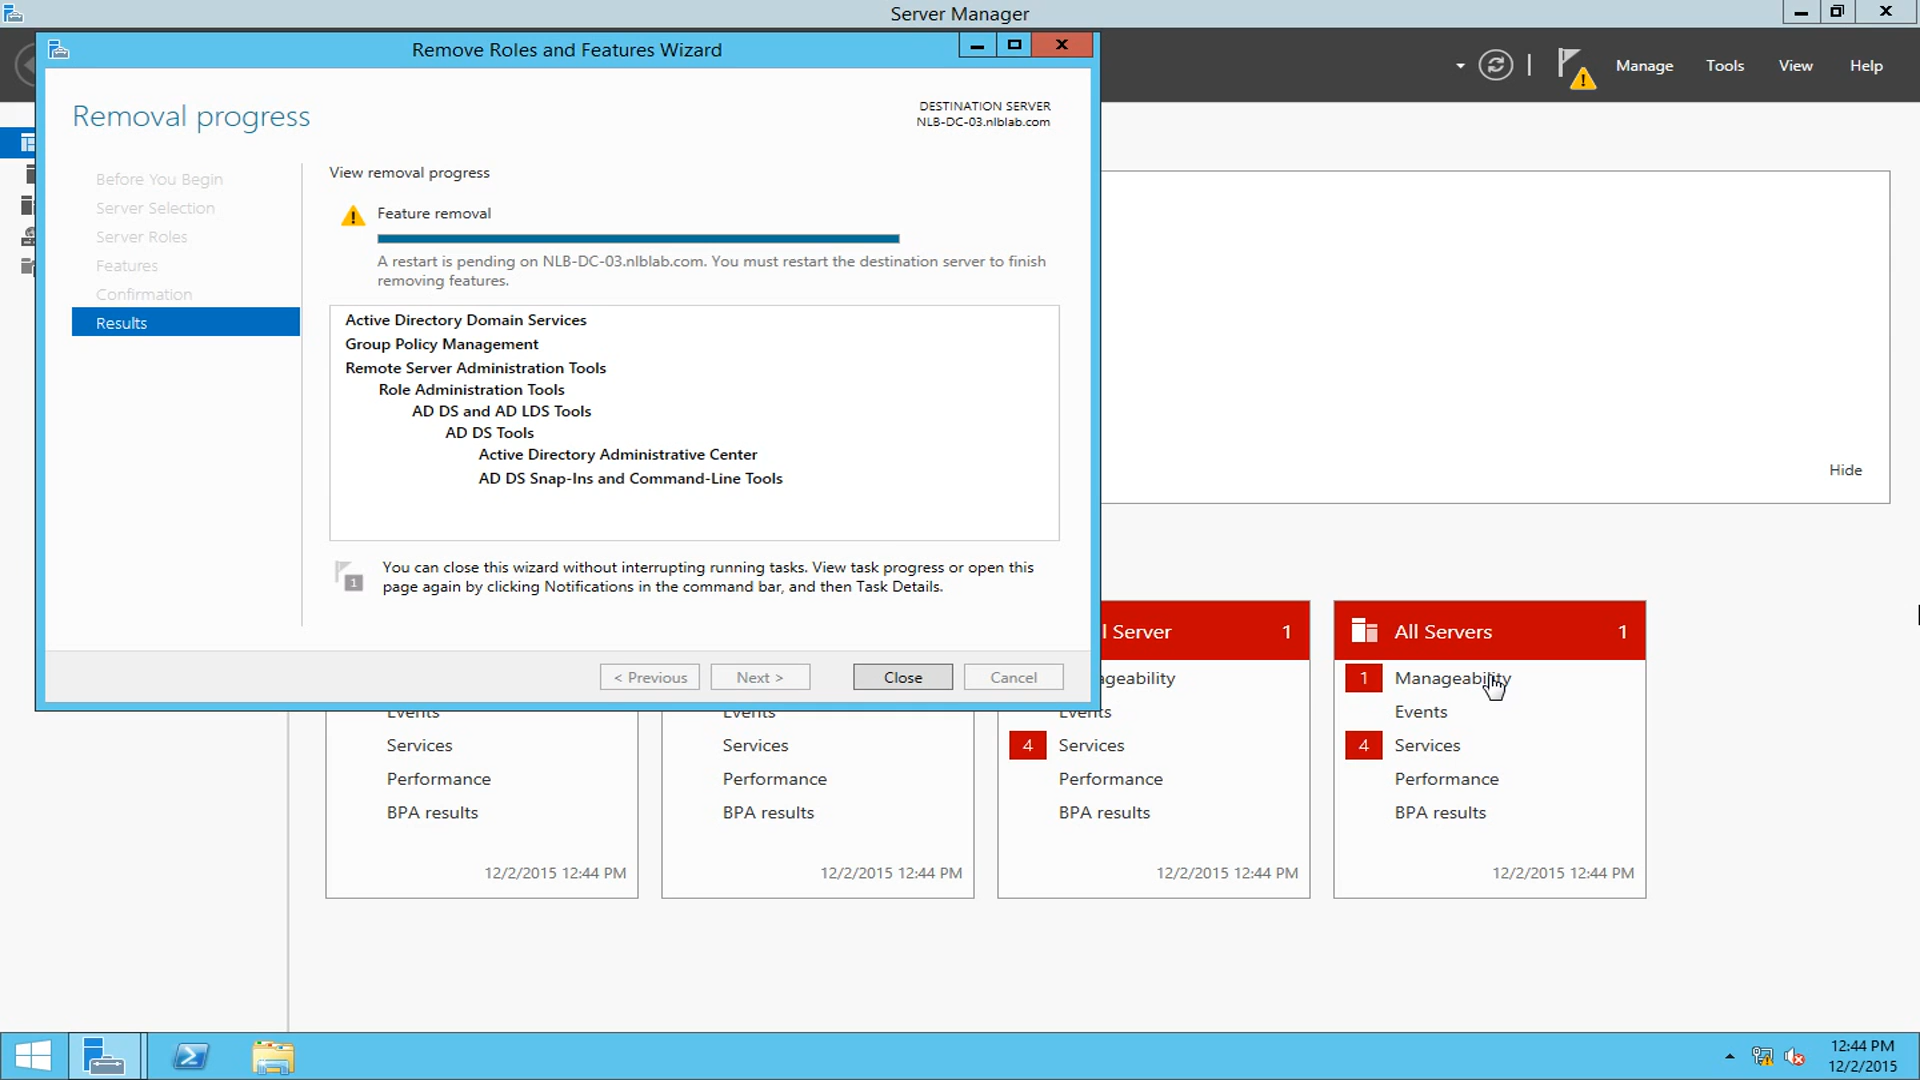 Server Manager
Remove Roles and Features Wizard
Manage
Tools
View
Help
Removal progress
DESTINATION SERVER
NLB-DC-03.nlblab.com
Before You Begin
Server Selection
Server Roles
Features
Confirmation
Results
View removal progress
Feature removal
A restart is pending on NLB-DC-03.nlblab.com. You must restart the destination server to finish
removing features.
Active Directory Domain Services
Group Policy Management
Remote Server Administration Tools
Role Administration Tools
AD DS and AD LDS Tools
AD DS Tools
Active Directory Administrative Center
AD DS Snap-Ins and Command-Line Tools
1
You can close this wizard without interrupting running tasks. View task progress or open this
page again by clicking Notifications in the command bar, and then Task Details.
< Previous
Next >
Close
Cancel
Hide
Events
Services
Performance
BPA results
12/2/2015 12:44 PM
Events
Services
Performance
BPA results
12/2/2015 12:44 PM
l Server 1
ageability
Events
4 Services
Performance
BPA results
12/2/2015 12:44 PM
All Servers 1
1 Manageability
Events
4 Services
Performance
BPA results
12/2/2015 12:44 PM
12:44 PM
12/2/2015